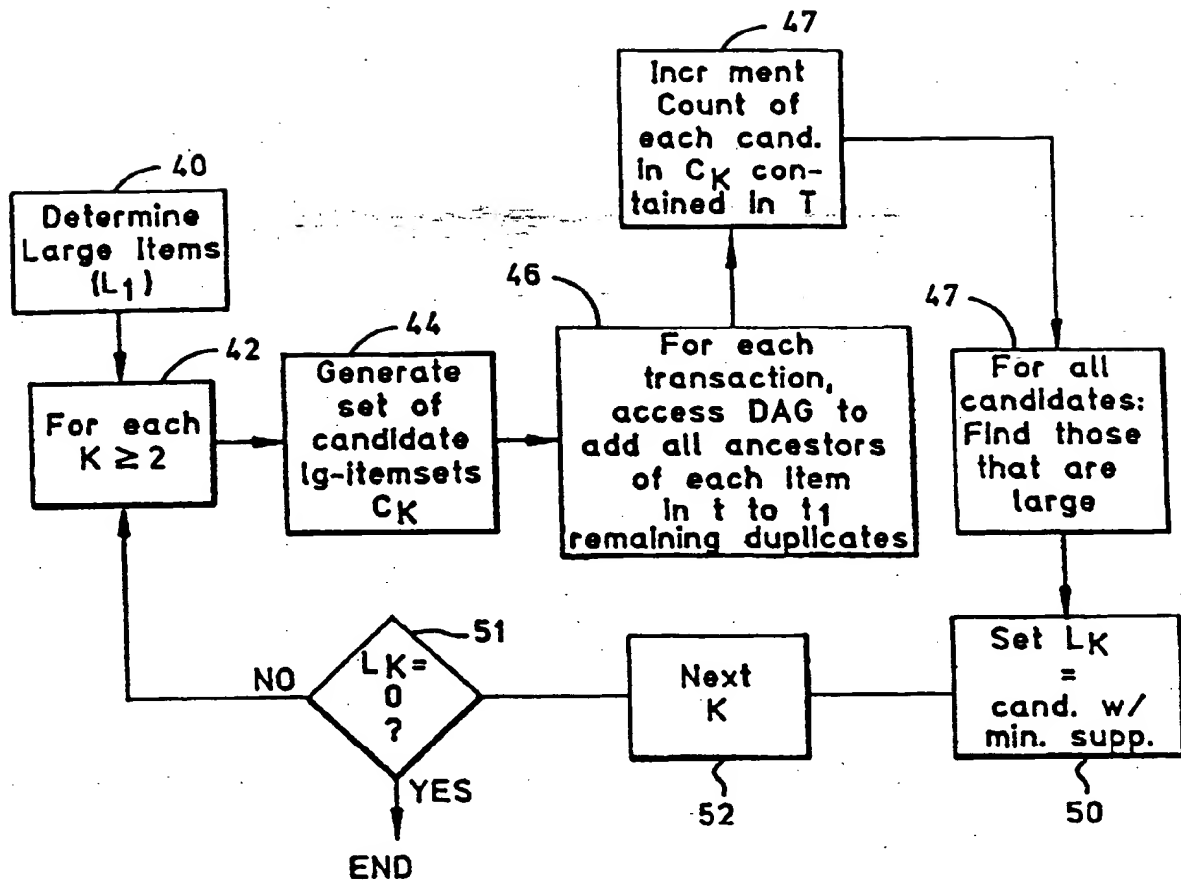 40
Determine
Large Items
(L1)
42
For each
K ≥ 2
44
Generate
set of
candidate
lg-itemsets
CK
46
For each
transaction,
access DAG to
add all ancestors
of each item
in t to t1
remaining duplicates
47
Incr ment
Count of
each cand.
in CK con-
tained in T
47
For all
candidates:
Find those
that are
large
Set LK
=
cand. w/
min. supp.
50
Next
K
52
51
LK=
0
?
NO
YES
END